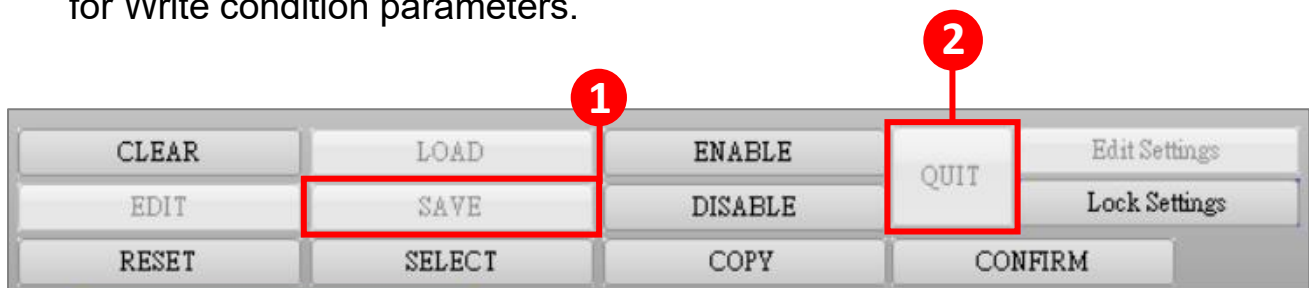 for Write condition parameters.
2
1
CLEAR LOAD ENABLE QUIT Edit Settings
EDIT SAVE DISABLE Lock Settings
RESET SELECT COPY CONFIRM